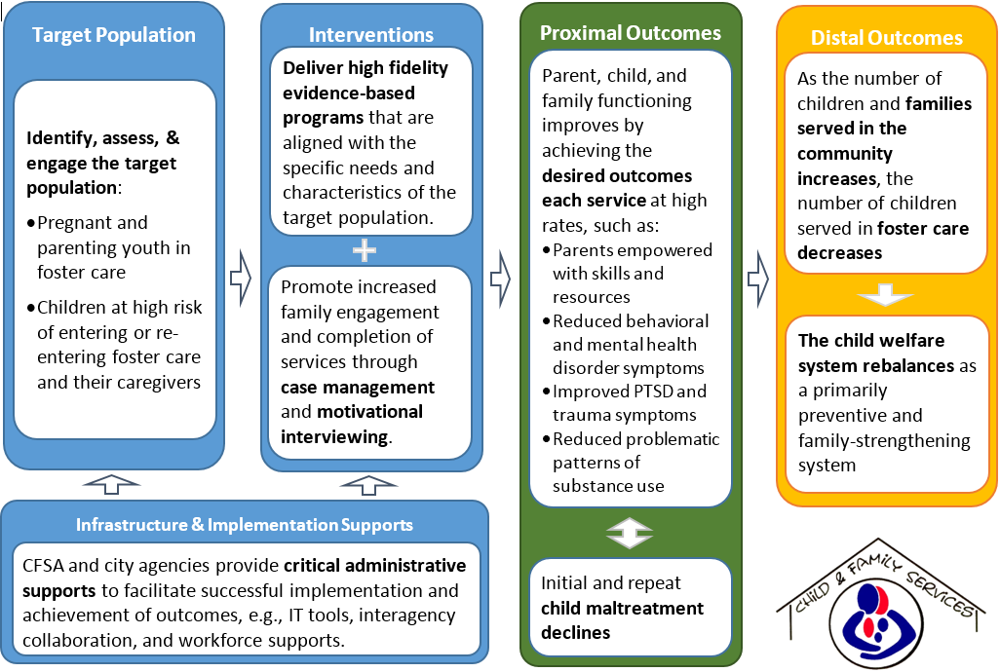 Target Population
Identify, assess, &
engage the target
population:
•Pregnant and
parenting youth in
foster care
•Children at high risk
of entering or re-
entering foster care
and their caregivers
Interventions
Deliver high fidelity
evidence-based
programs that are
aligned with the
specific needs and
characteristics of the
target population.
+
Promote increased
family engagement
and completion of
services through
case management
and motivational
interviewing.
Infrastructure & Implementation Supports
CFSA and city agencies provide critical administrative
supports to facilitate successful implementation and
achievement of outcomes, e.g., IT tools, interagency
collaboration, and workforce supports.
Proximal Outcomes
Parent, child, and
family functioning
improves by
achieving the
desired outcomes
each service at high
rates, such as:
•Parents empowered
with skills and
resources
•Reduced behavioral
and mental health
disorder symptoms
•Improved PTSD and
trauma symptoms
•Reduced problematic
patterns of
substance use
Initial and repeat
child maltreatment
declines
Distal Outcomes
As the number of
children and families
served in the
community
increases, the
number of children
served in foster care
decreases
The child welfare
system rebalances as
a primarily
preventive and
family-strengthening
system
CHILD & FAMILY SERVICES